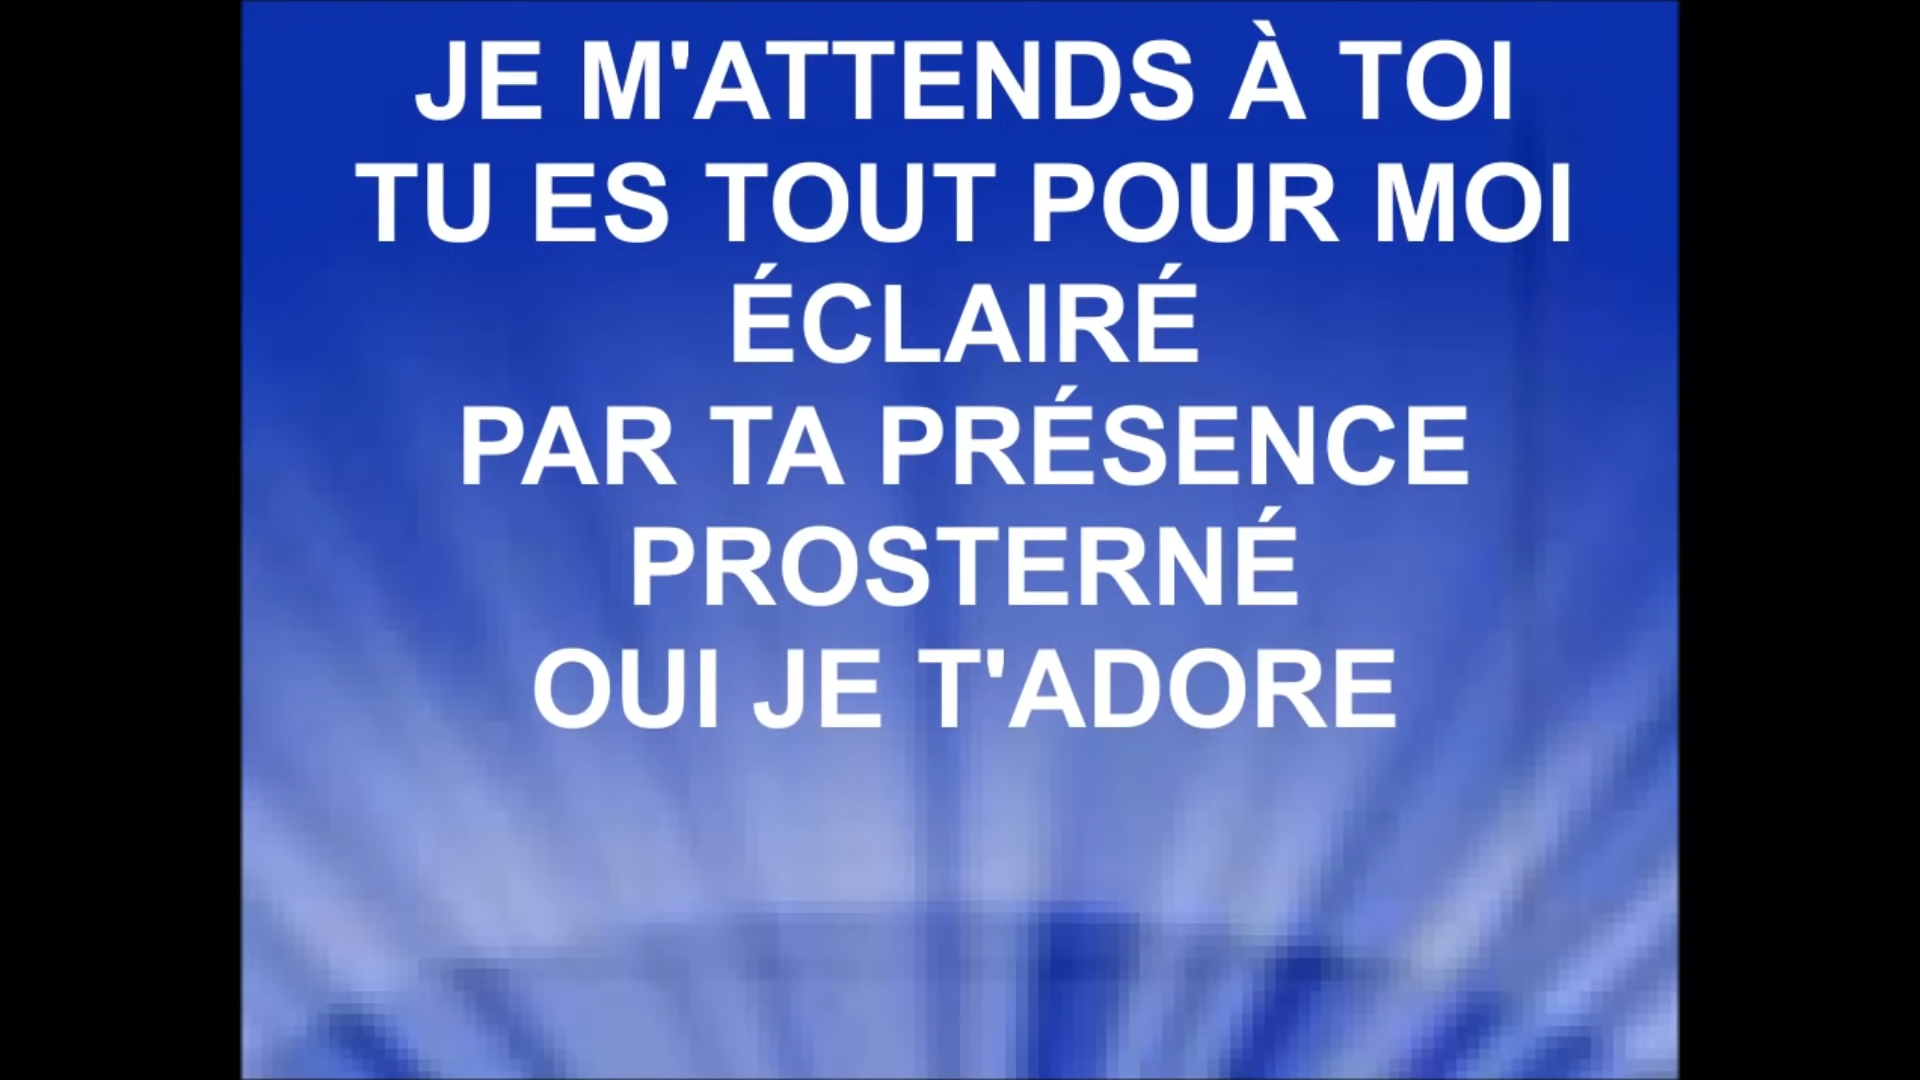 JE M'ATTENDS À TOI
TU ES TOUT POUR MOI
ÉCLAIRÉ
PAR TA PRÉSENCE
PROSTERNÉ
OUI JE T'ADORE